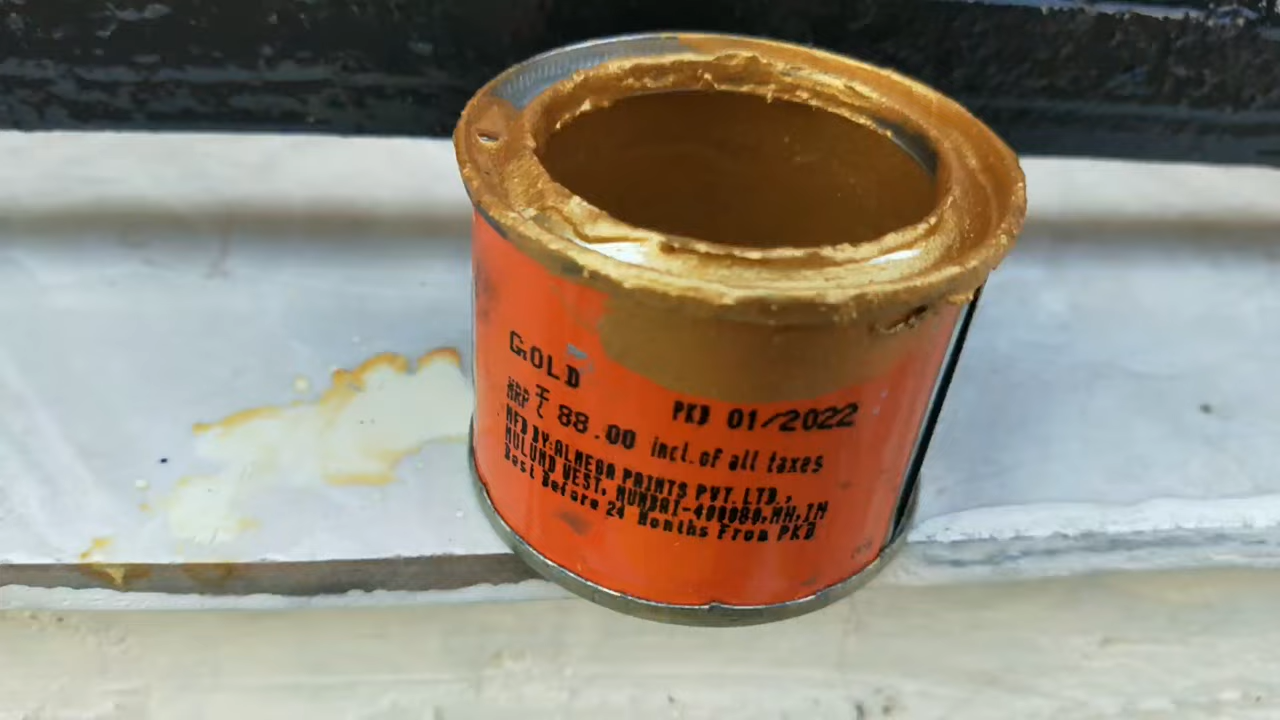 GOLD
MRP ₹ 88.00 incl.of all taxes
PKD 01/2022
MFD BY:ALMEGA PAINTS PVT.LTD.,
MULUND WEST, MUMBAI-400080,MH,IN
Best Before 24 Months From PKD